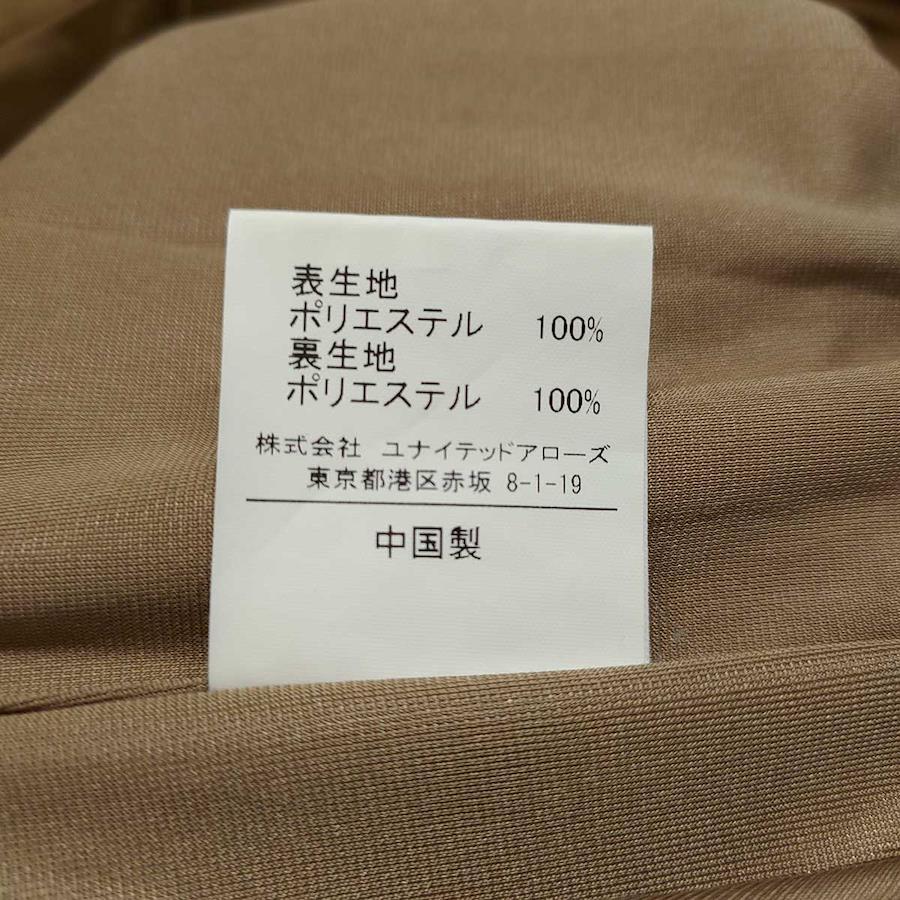 表生地
ポリエステル 100%
裏生地
ポリエステル 100%
株式会社 ユナイテッドアローズ
東京都港区赤坂 8-1-19
中国製